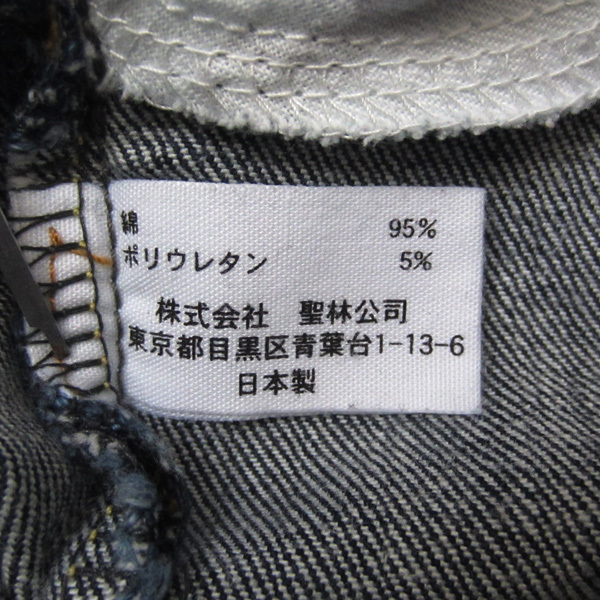 綿 95%
ポリウレタン 5%
株式会社 聖林公司
東京都目黒区青葉台1-13-6
日本製